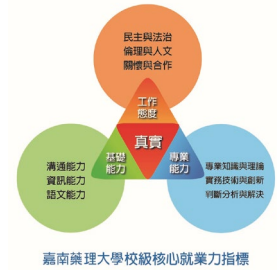 民主與法治
倫理與人文
關懷與合作
工作
態度
真實
基礎
能力
專業
能力
溝通能力
資訊能力
語文能力
專業知識與理論
實務技術與創新
判斷分析與解決
嘉南藥理大學校級核心就業力指標